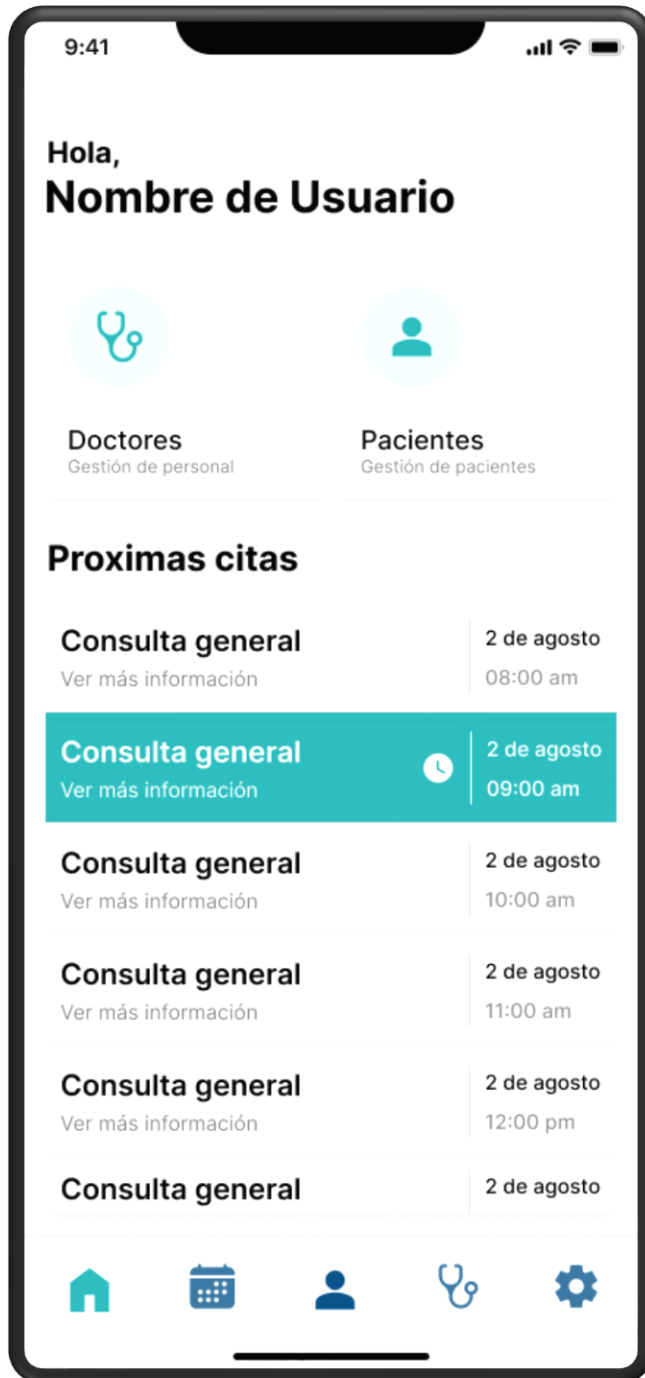 9:41
Hola,
Nombre de Usuario
Doctores
Gestión de personal
Pacientes
Gestión de pacientes
Proximas citas
Consulta general
Ver más información
2 de agosto
08:00 am
Consulta general
Ver más información
2 de agosto
09:00 am
Consulta general
Ver más información
2 de agosto
10:00 am
Consulta general
Ver más información
2 de agosto
11:00 am
Consulta general
Ver más información
2 de agosto
12:00 pm
Consulta general
2 de agosto